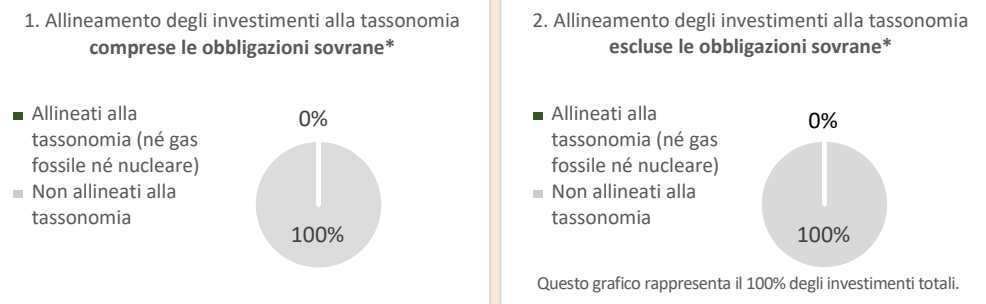 1. Allineamento degli investimenti alla tassonomia
comprese le obbligazioni sovrane*
Allineati alla
tassonomia (né gas
fossile né nucleare)
Non allineati alla
tassonomia
0%
100%
2. Allineamento degli investimenti alla tassonomia
escluse le obbligazioni sovrane*
Allineati alla
tassonomia (né gas
fossile né nucleare)
Non allineati alla
tassonomia
0%
100%
Questo grafico rappresenta il 100% degli investimenti totali.